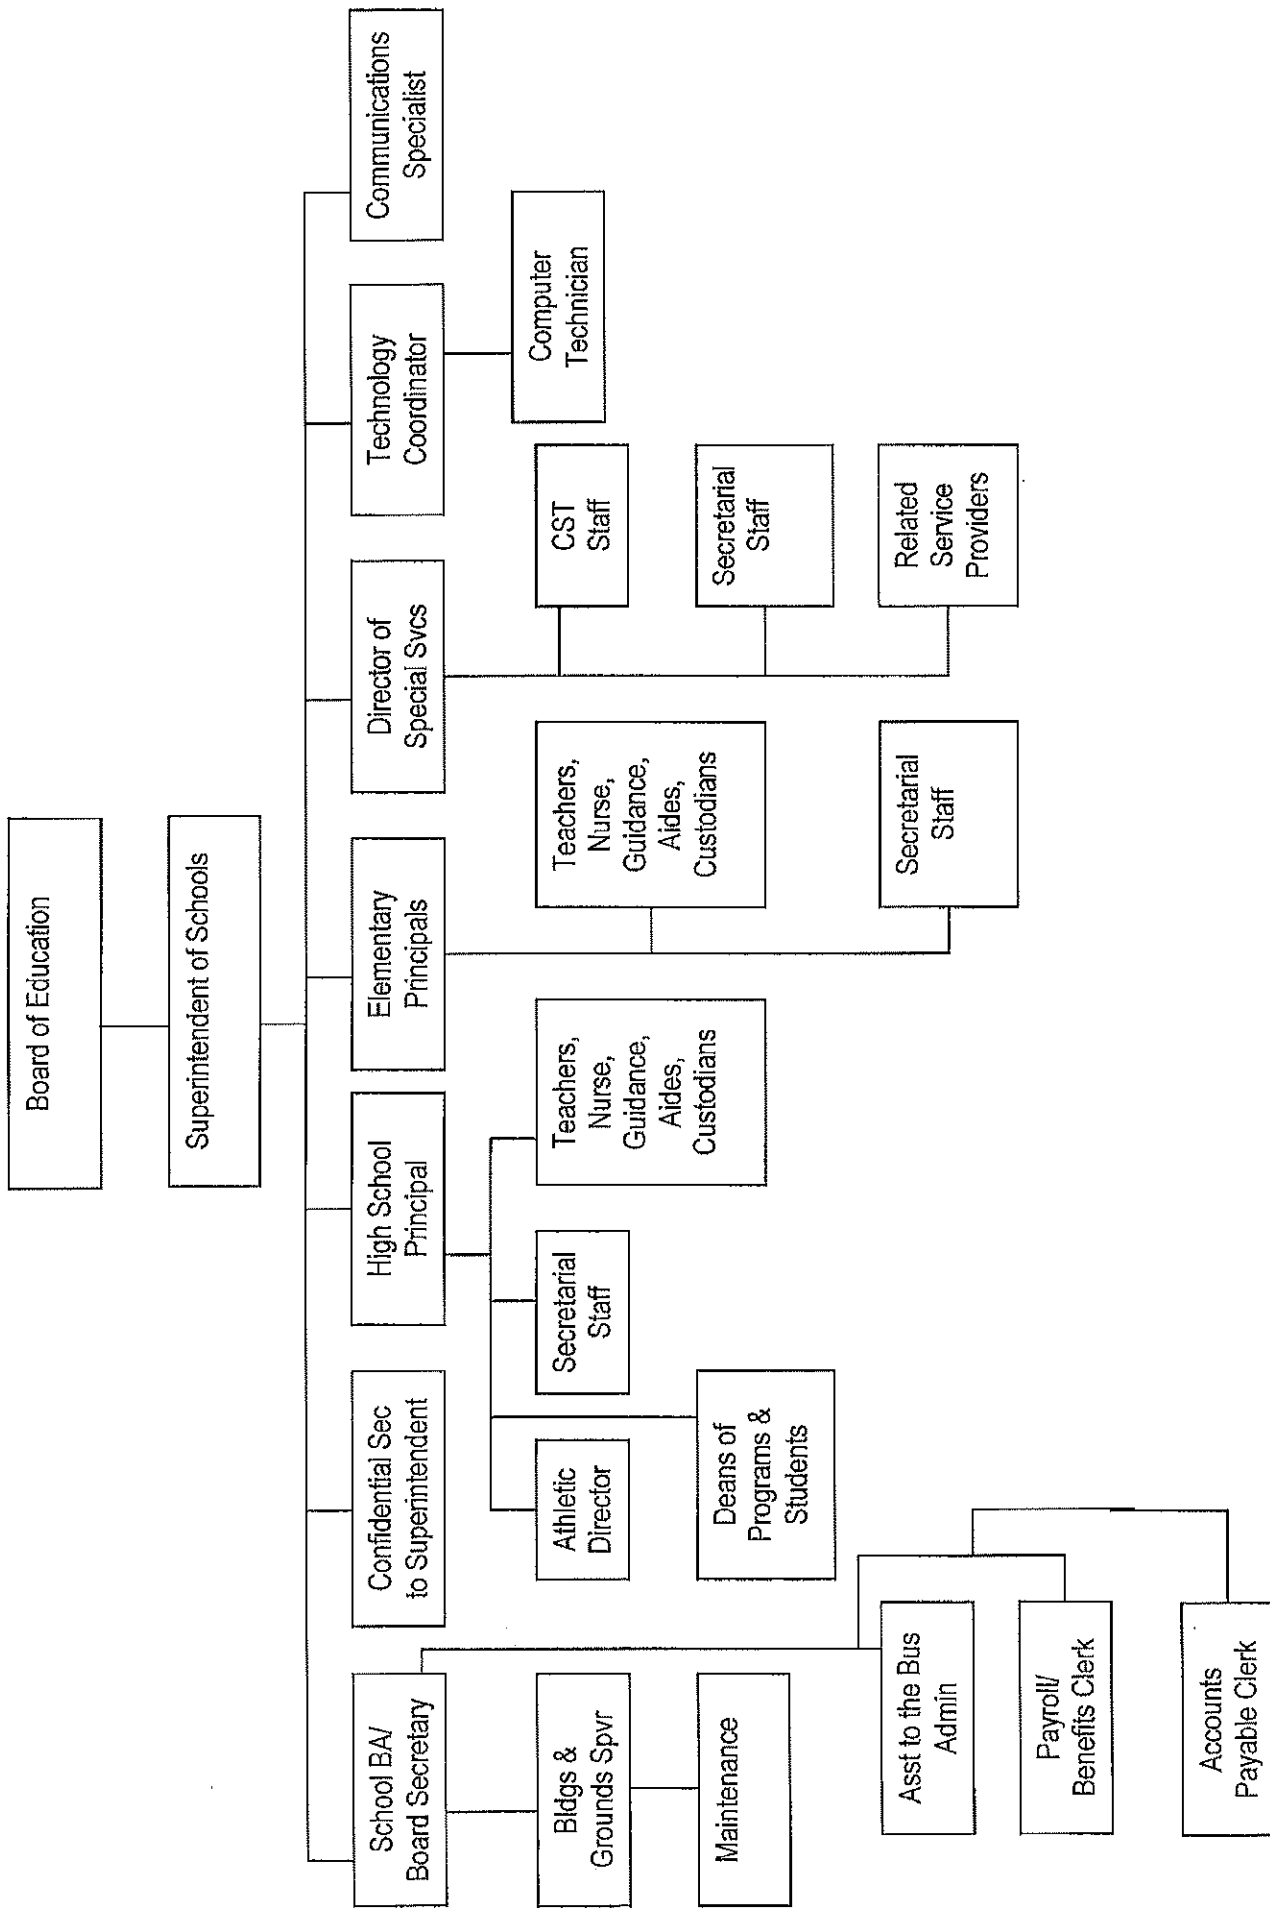 Board of Education
Superintendent of Schools
School BA/
Board Secretary
Confidential Sec
to Superintendent
High School
Principal
Elementary
Principals
Director of
Special Svcs
Technology
Coordinator
Communications
Specialist
Bldgs &
Grounds Spvr
Maintenance
Asst to the Bus
Admin
Payroll/
Benefits Clerk
Accounts
Payable Clerk
Athletic
Director
Deans of
Programs &
Students
Secretarial
Staff
Teachers,
Nurse,
Guidance,
Aides,
Custodians
Teachers,
Nurse,
Guidance,
Aides,
Custodians
Secretarial
Staff
CST
Staff
Secretarial
Staff
Related
Service
Providers
Computer
Technician